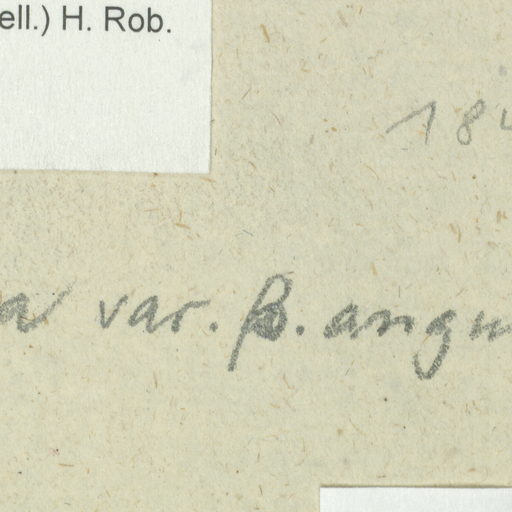 ell.) H. Rob.
184
a var. β. angu